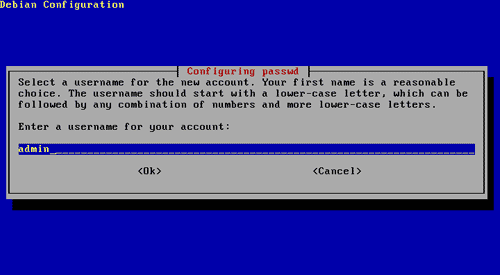 Debian Configuration
Configuring passwd
Select a username for the new account. Your first name is a reasonable
choice. The username should start with a lower-case letter, which can be
followed by any combination of numbers and more lower-case letters.
Enter a username for your account:
admin
<Ok> <Cancel>